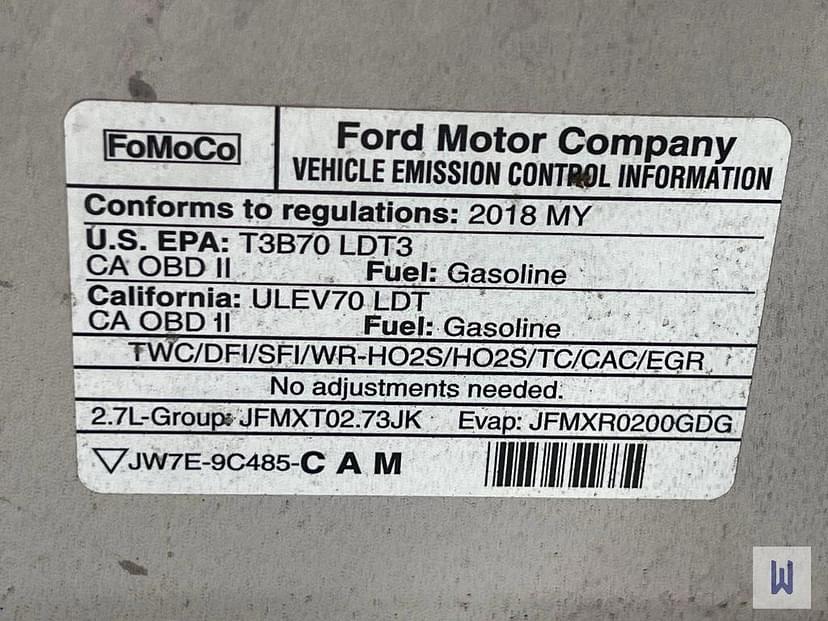 FoMoCo
Ford Motor Company
VEHICLE EMISSION CONTROL INFORMATION
Conforms to regulations: 2018 MY
U.S. EPA: T3B70 LDT3
CA OBD II Fuel: Gasoline
California: ULEV70 LDT
CA OBD II Fuel: Gasoline
TWC/DFI/SFI/WR-HO2S/HO2S/TC/CAC/EGR
No adjustments needed.
2.7L-Group: JFMXT02.73JK Evap: JFMXR0200GDG
JW7E-9C485-C A M
W